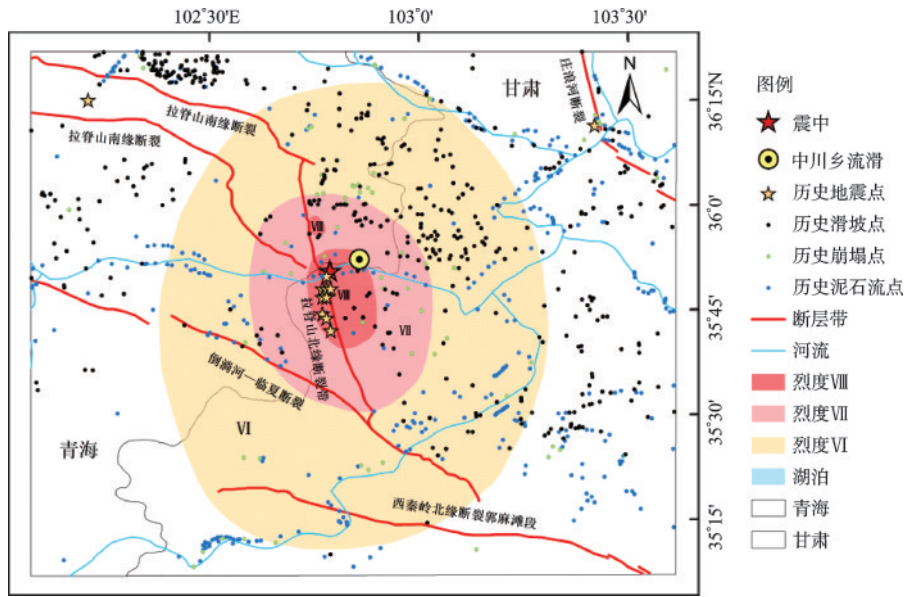 102°30′E
103°0′
103°30′
甘肃
N
庄浪河断裂
36°15′N
拉脊山南缘断裂
拉脊山南缘断裂
36°0′
Ⅷ
Ⅷ
Ⅶ
35°45′
拉脊山北缘断裂带
倒淌河—临夏断裂
Ⅵ
35°30′
青海
西秦岭北缘断裂郭麻滩段
35°15′
图例
震中
中川乡流滑
历史地震点
历史滑坡点
历史崩塌点
历史泥石流点
断层带
河流
烈度Ⅷ
烈度Ⅶ
烈度Ⅵ
湖泊
青海
甘肃